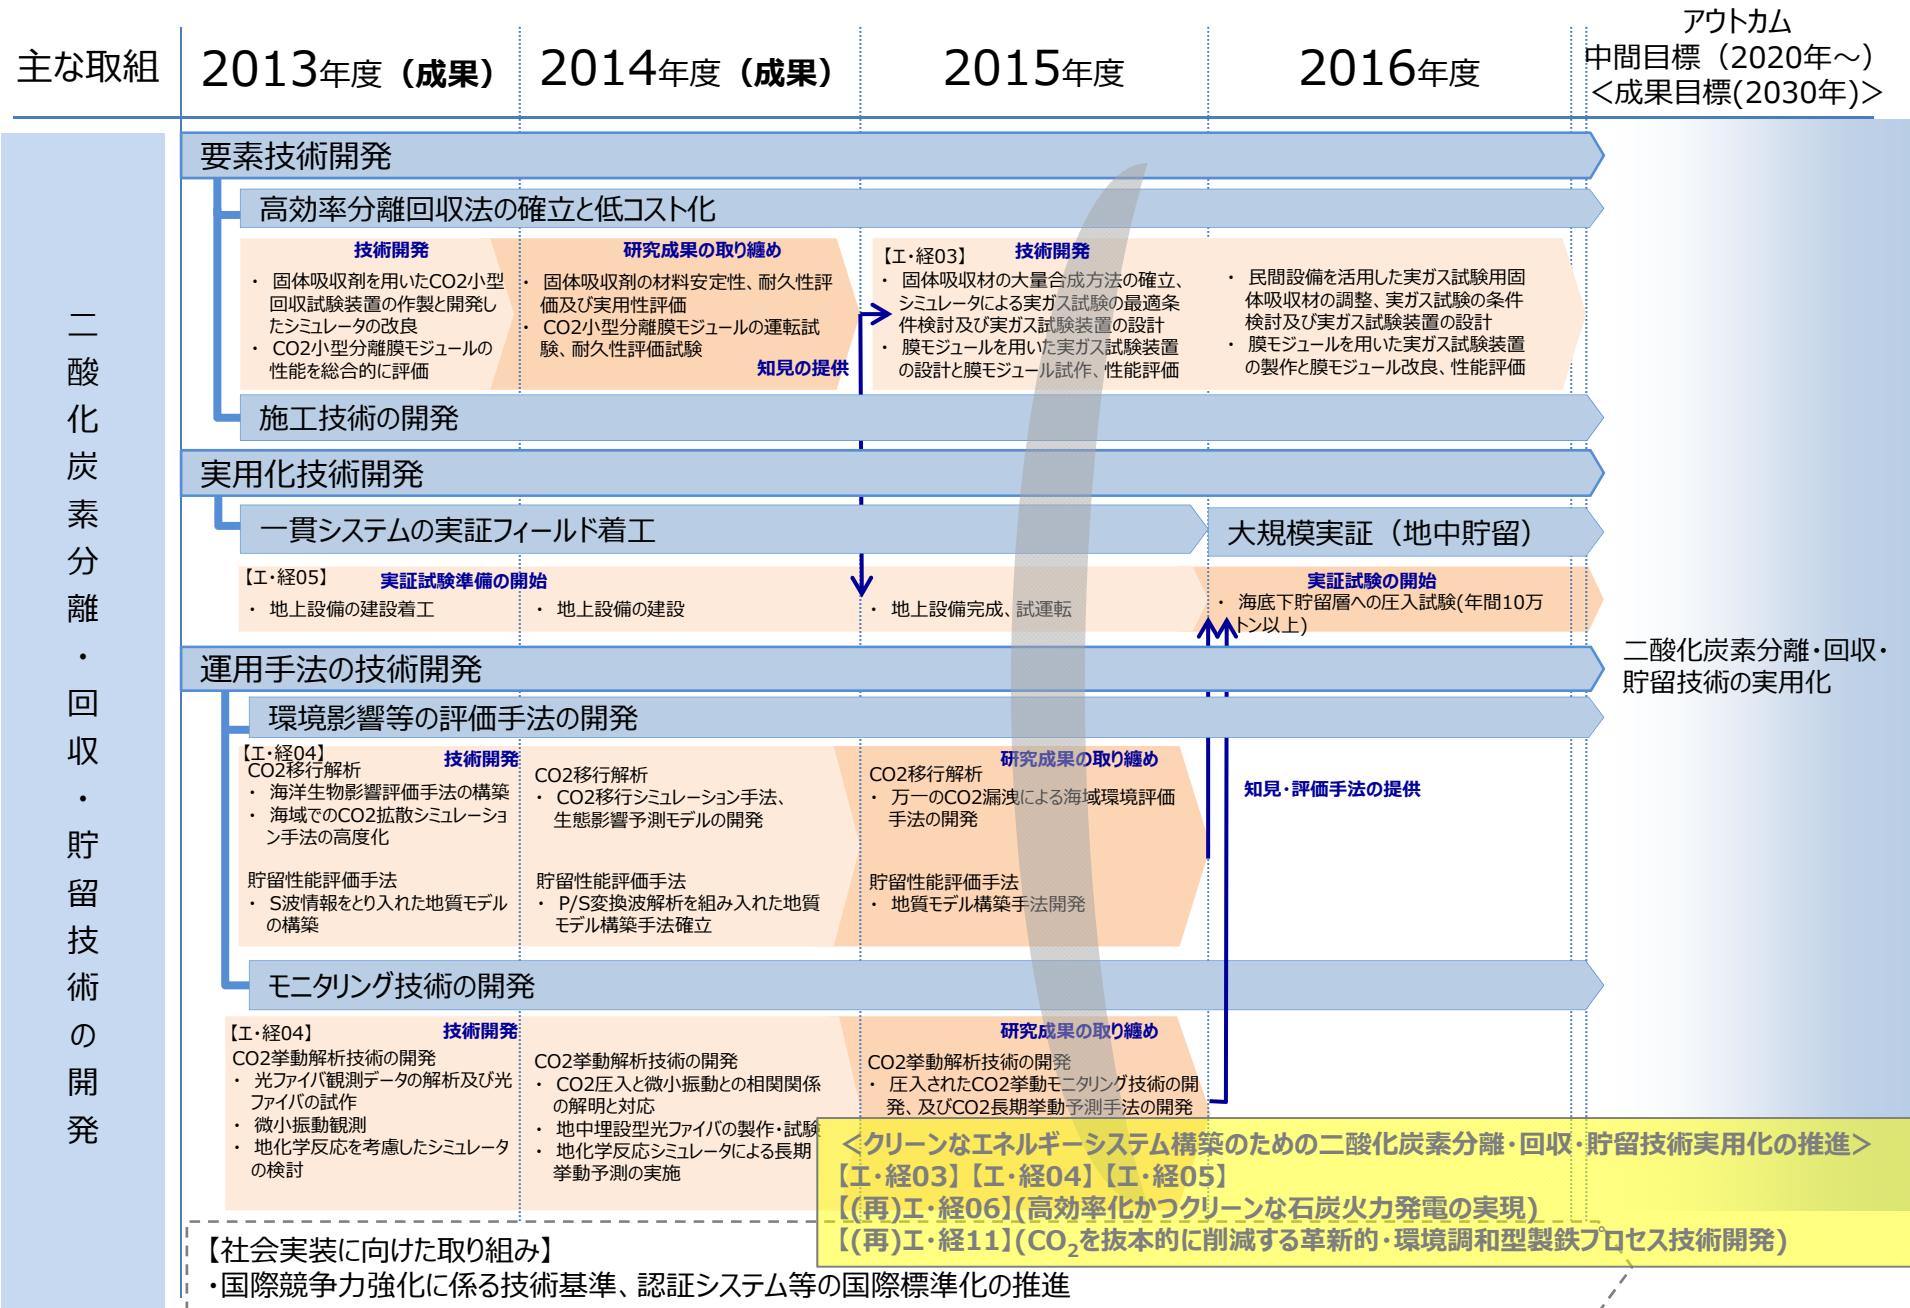 主な取組
2013年度（成果）
2014年度（成果）
2015年度
2016年度
アウトカム
中間目標（2020年～）
＜成果目標(2030年)＞
二酸化炭素分離・回収・貯留技術の開発
要素技術開発
高効率分離回収法の確立と低コスト化
技術開発
・ 固体吸収剤を用いたCO2小型
回収試験装置の作製と開発し
たシミュレータの改良
・ CO2小型分離膜モジュールの
性能を総合的に評価
研究成果の取り纏め
・ 固体吸収剤の材料安定性、耐久性評
価及び実用性評価
・ CO2小型分離膜モジュールの運転試
験、耐久性評価試験
知見の提供
【エ・経03】
技術開発
・ 固体吸収材の大量合成方法の確立、
シミュレータによる実ガス試験の最適条
件検討及び実ガス試験装置の設計
・ 膜モジュールを用いた実ガス試験装置
の設計と膜モジュール試作、性能評価
・ 民間設備を活用した実ガス試験用固
体吸収材の調整、実ガス試験の条件
検討及び実ガス試験装置の設計
・ 膜モジュールを用いた実ガス試験装置
の製作と膜モジュール改良、性能評価
施工技術の開発
実用化技術開発
一貫システムの実証フィールド着工
大規模実証（地中貯留）
【エ・経05】
実証試験準備の開始
・ 地上設備の建設着工
・ 地上設備の建設
・ 地上設備完成、試運転
実証試験の開始
・ 海底下貯留層への圧入試験(年間10万
トン以上)
運用手法の技術開発
二酸化炭素分離・回収・
貯留技術の実用化
環境影響等の評価手法の開発
【エ・経04】
技術開発
CO2移行解析
・ 海洋生物影響評価手法の構築
・ 海域でのCO2拡散シミュレーショ
ン手法の高度化
貯留性能評価手法
・ S波情報をとり入れた地質モデル
の構築
CO2移行解析
・ CO2移行シミュレーション手法、
生態影響予測モデルの開発
貯留性能評価手法
・ P/S変換波解析を組み入れた地質
モデル構築手法確立
研究成果の取り纏め
CO2移行解析
・ 万一のCO2漏洩による海域環境評価
手法の開発
貯留性能評価手法
・ 地質モデル構築手法開発
知見・評価手法の提供
モニタリング技術の開発
【エ・経04】
技術開発
CO2挙動解析技術の開発
・ 光ファイバ観測データの解析及び光
ファイバの試作
・ 微小振動観測
・ 地化学反応を考慮したシミュレータ
の検討
CO2挙動解析技術の開発
・ CO2圧入と微小振動との相関関係
の解明と対応
・ 地中埋設型光ファイバの製作・試験
・ 地化学反応シミュレータによる長期
挙動予測の実施
研究成果の取り纏め
CO2挙動解析技術の開発
・ 圧入されたCO2挙動モニタリング技術の開
発、及びCO2長期挙動予測手法の開発
＜クリーンなエネルギーシステム構築のための二酸化炭素分離・回収・貯留技術実用化の推進＞
【エ・経03】【エ・経04】【エ・経05】
【(再)エ・経06】(高効率化かつクリーンな石炭火力発電の実現)
【(再)エ・経11】(CO2を抜本的に削減する革新的・環境調和型製鉄プロセス技術開発)
【社会実装に向けた取り組み】
・国際競争力強化に係る技術基準、認証システム等の国際標準化の推進